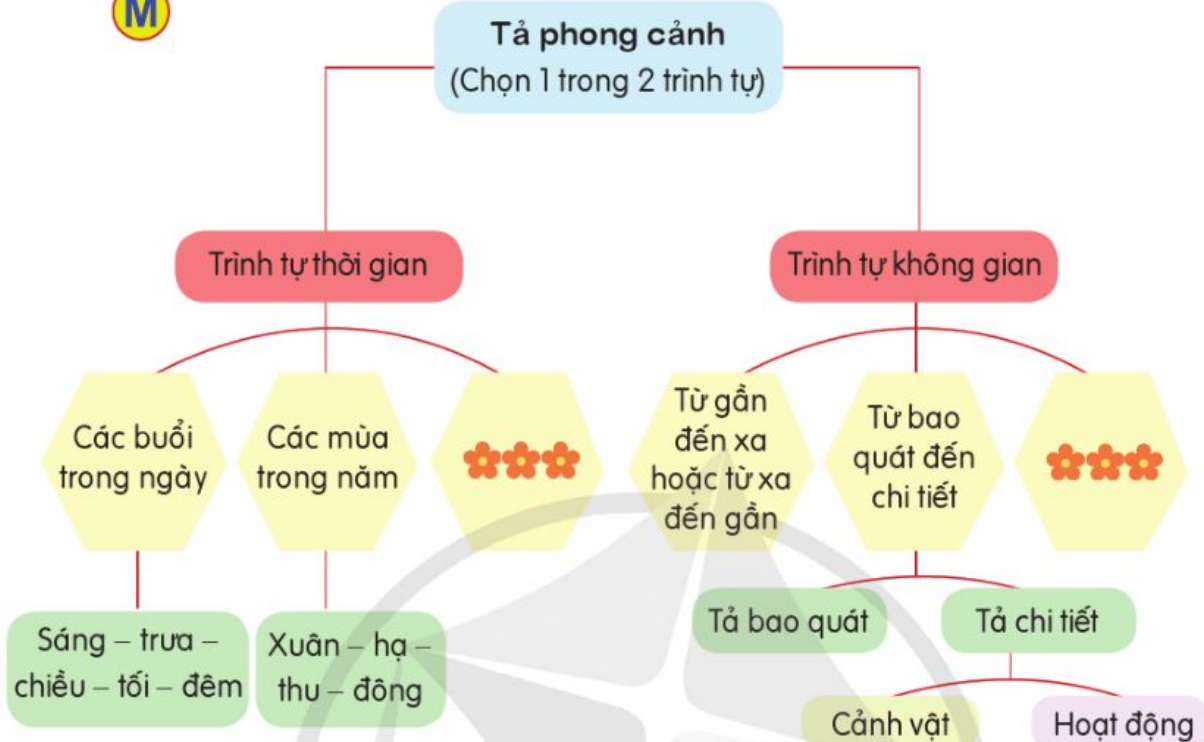 M
Tả phong cảnh
(Chọn 1 trong 2 trình tự)
Trình tự thời gian
Trình tự không gian
Các buổi
trong ngày
Các mùa
trong năm
Từ gần
đến xa
hoặc từ xa
đến gần
Từ bao
quát đến
chi tiết
Sáng – trưa –
chiều – tối – đêm
Xuân – hạ –
thu – đông
Tả bao quát
Tả chi tiết
Cảnh vật
Hoạt động